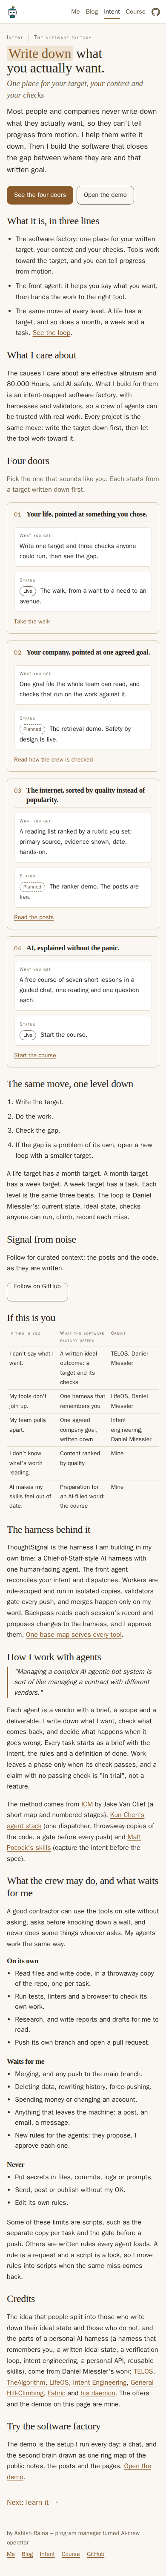 Me Blog Intent Course
Intent | The software factory
Write down what
you actually want.
One place for your target, your context and
your checks
Most people and companies never write down
what they actually want, so they can't tell
progress from motion. I help them write it
down. Then I build the software that closes
the gap between where they are and that
written goal.
See the four doors
Open the demo
What it is, in three lines
• The software factory: one place for your written
target, your context and your checks. Tools work
toward the target, and you can tell progress
from motion.
• The front agent: it helps you say what you want,
then hands the work to the right tool.
• The same move at every level. A life has a
target, and so does a month, a week and a
task. See the loop.
What I care about
The causes I care about are effective altruism and
80,000 Hours, and AI safety. What I build for them
is an intent-mapped software factory, with
harnesses and validators, so a crew of agents can
be trusted with real work. Every project is the
same move: write the target down first, then let
the tools work toward it.
Four doors
Pick the one that sounds like you. Each starts from
a target written down first.
01 Your life, pointed at something you chose.
What you get
Write one target and three checks anyone
could run, then see the gap.
Status
Live The walk, from a want to a need to an
avenue.
Take the walk
02 Your company, pointed at one agreed goal.
What you get
One goal file the whole team can read, and
checks that run on the work against it.
Status
Planned The retrieval demo. Safety by
design is live.
Read how the crew is checked
03 The internet, sorted by quality instead of
popularity.
What you get
A reading list ranked by a rubric you set:
primary source, evidence shown, date,
hands-on.
Status
Planned The ranker demo. The posts are
live.
Read the posts
04 AI, explained without the panic.
What you get
A free course of seven short lessons in a
guided chat, one reading and one question
each.
Status
Live Start the course.
Start the course
The same move, one level down
1. Write the target.
2. Do the work.
3. Check the gap.
4. If the gap is a problem of its own, open a new
loop with a smaller target.
A life target has a month target. A month target
has a week target. A week target has a task. Each
level is the same three beats. The loop is Daniel
Miessler's: current state, ideal state, checks
anyone can run, climb, record each miss.
Signal from noise
Follow for curated context: the posts and the code,
as they are written.
Follow on GitHub
If this is you
If this is you What the software factory offers Credit
I can't say what I want. A written ideal outcome: a target and its checks TELOS, Daniel Miessler
My tools don't join up. One harness that remembers you LifeOS, Daniel Miessler
My team pulls apart. One agreed company goal, written down Intent engineering, Daniel Miessler
I don't know what's worth reading. Content ranked by quality Mine
AI makes my skills feel out of date. Preparation for an AI-filled world: the course Mine
The harness behind it
ThoughtSignal is the harness I am building in my
own time: a Chief-of-Staff-style AI harness with
one human-facing agent. The front agent
reconciles your intent and dispatches. Workers are
role-scoped and run in isolated copies, validators
gate every push, and merges happen only on my
word. Backpass reads each session's record and
proposes changes to the harness, and I approve
them. One base map serves every tool.
How I work with agents
"Managing a complex AI agentic bot system is
sort of like managing a contract with different
vendors."
Each agent is a vendor with a brief, a scope and a
deliverable. I write down what I want, check what
comes back, and decide what happens when it
goes wrong. Every task starts as a folder with the
intent, the rules and a definition of done. Work
leaves a phase only when its check passes, and a
claim with no passing check is "in trial", not a
feature.
The method comes from ICM by Jake Van Clief (a
short map and numbered stages), Kun Chen's
agent stack (one dispatcher, throwaway copies of
the code, a gate before every push) and Matt
Pocock's skills (capture the intent before the
spec).
What the crew may do, and what waits
for me
A good contractor can use the tools on site without
asking, asks before knocking down a wall, and
never does some things whoever asks. My agents
work the same way.
On its own
• Read files and write code, in a throwaway copy
of the repo, one per task.
• Run tests, linters and a browser to check its
own work.
• Research, and write reports and drafts for me to
read.
• Push its own branch and open a pull request.
Waits for me
• Merging, and any push to the main branch.
• Deleting data, rewriting history, force-pushing.
• Spending money or changing an account.
• Anything that leaves the machine: a post, an
email, a message.
• New rules for the agents: they propose, I
approve each one.
Never
• Put secrets in files, commits, logs or prompts.
• Send, post or publish without my OK.
• Edit its own rules.
Some of these limits are scripts, such as the
separate copy per task and the gate before a
push. Others are written rules every agent loads. A
rule is a request and a script is a lock, so I move
rules into scripts when the same miss comes
back.
Credits
The idea that people split into those who write
down their ideal state and those who do not, and
the parts of a personal AI harness (a harness that
remembers you, a written ideal state, a verification
loop, intent engineering, a personal API, reusable
skills), come from Daniel Miessler's work: TELOS,
TheAlgorithm, LifeOS, Intent Engineering, General
Hill-Climbing, Fabric and his daemon. The offers
and the demos on this page are mine.
Try the software factory
The demo is the setup I run every day: a chat, and
the second brain drawn as one ring map of the
public notes, the posts and the pages. Open the
demo.
Next: learn it →
by Ashish Raina — program manager turned AI-crew
operator
Me Blog Intent Course GitHub